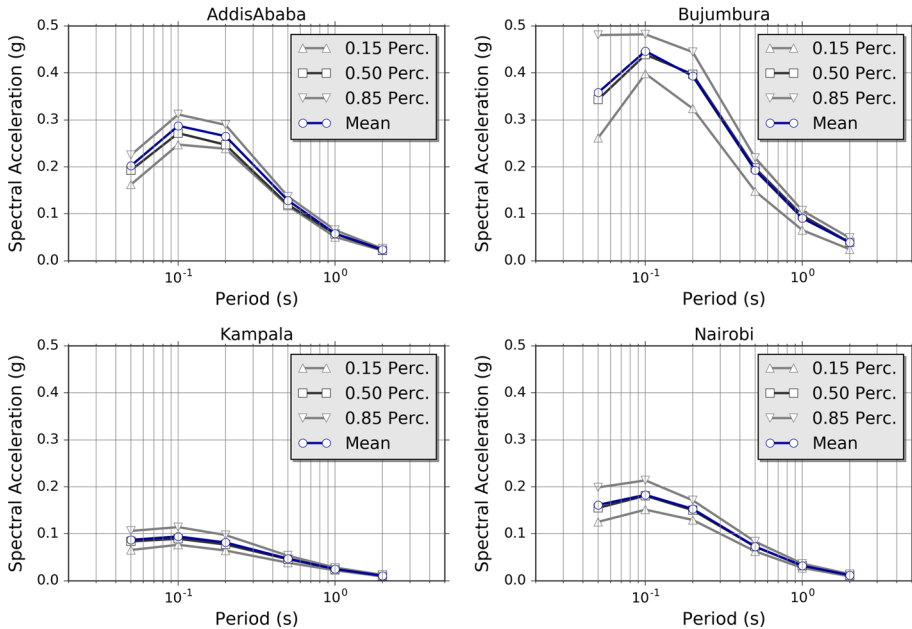 AddisAbaba
Spectral Acceleration (g)
0.5
0.4
0.3
0.2
0.1
0.0
0.15 Perc.
0.50 Perc.
0.85 Perc.
Mean
10⁻¹
10⁰
Period (s)
Bujumbura
Spectral Acceleration (g)
0.5
0.4
0.3
0.2
0.1
0.0
0.15 Perc.
0.50 Perc.
0.85 Perc.
Mean
10⁻¹
10⁰
Period (s)
Kampala
Spectral Acceleration (g)
0.5
0.4
0.3
0.2
0.1
0.0
0.15 Perc.
0.50 Perc.
0.85 Perc.
Mean
10⁻¹
10⁰
Period (s)
Nairobi
Spectral Acceleration (g)
0.5
0.4
0.3
0.2
0.1
0.0
0.15 Perc.
0.50 Perc.
0.85 Perc.
Mean
10⁻¹
10⁰
Period (s)